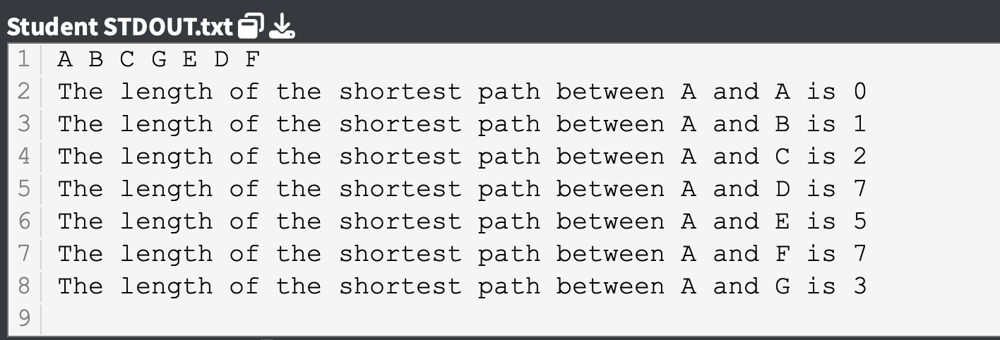 Student STDOUT.txt
1 A B C G E D F
2 The length of the shortest path between A and A is 0
3 The length of the shortest path between A and B is 1
4 The length of the shortest path between A and C is 2
5 The length of the shortest path between A and D is 7
6 The length of the shortest path between A and E is 5
7 The length of the shortest path between A and F is 7
8 The length of the shortest path between A and G is 3
9